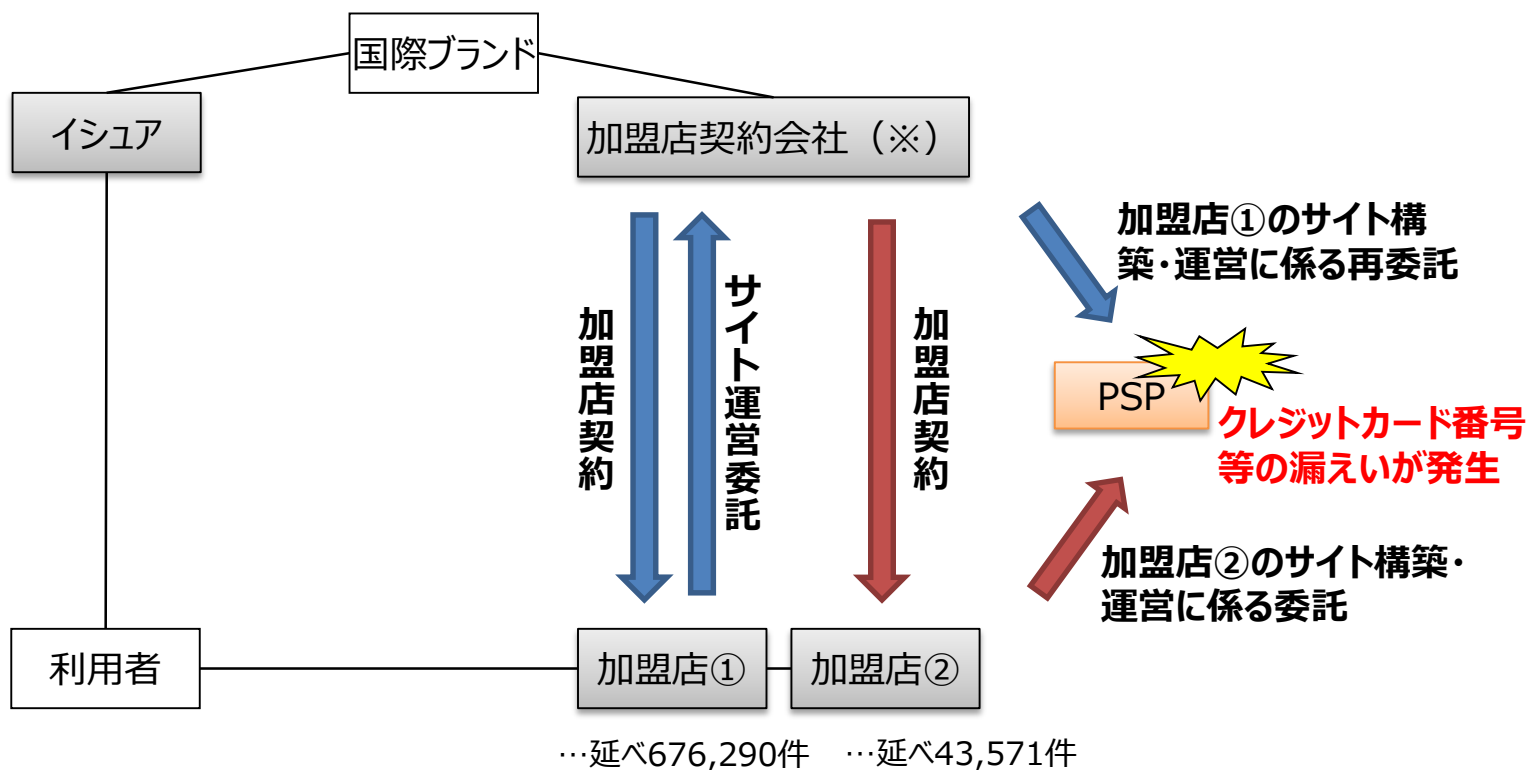 国際ブランド
イシュア
加盟店契約会社（※）
加盟店①のサイト構
築・運営に係る再委託
加盟店契約
サイト運営委託
加盟店契約
PSP
クレジットカード番号
等の漏えいが発生
加盟店②のサイト構築・
運営に係る委託
利用者
加盟店①
加盟店②
…延べ676,290件
…延べ43,571件